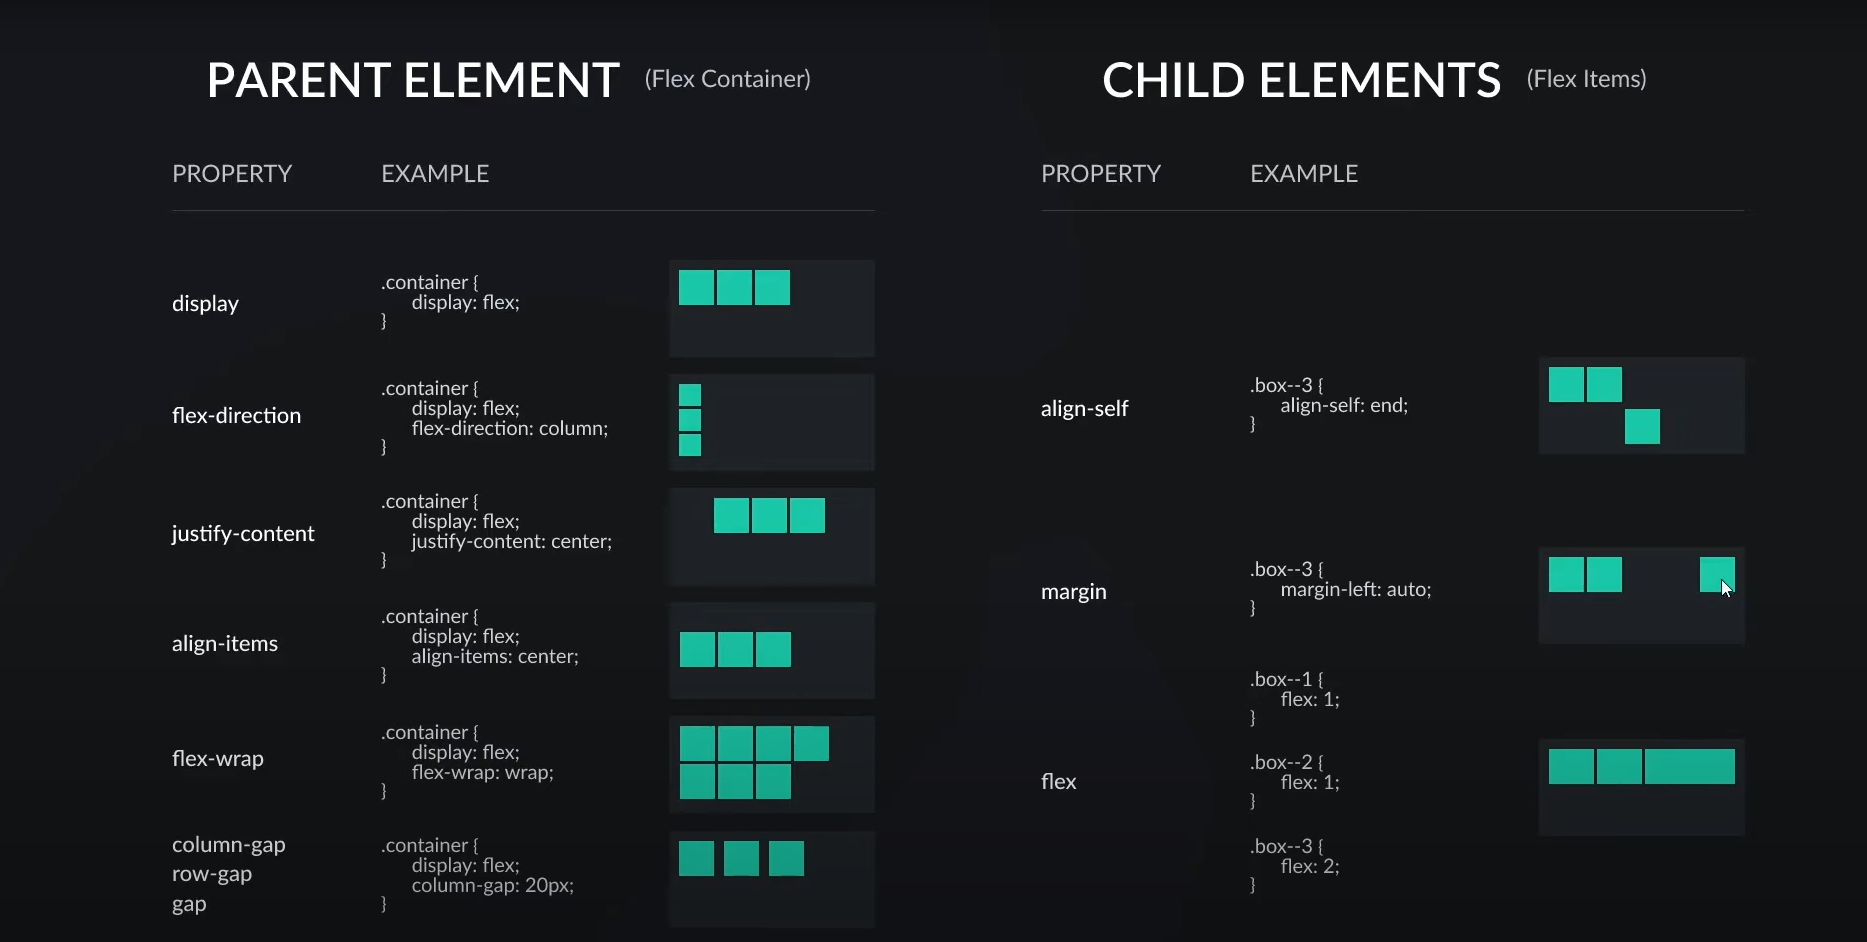 PARENT ELEMENT (Flex Container)
PROPERTY EXAMPLE
display
.container {
display: flex;
}
flex-direction
.container {
display: flex;
flex-direction: column;
}
justify-content
.container {
display: flex;
justify-content: center;
}
align-items
.container {
display: flex;
align-items: center;
}
flex-wrap
.container {
display: flex;
flex-wrap: wrap;
}
column-gap
row-gap
gap
.container {
display: flex;
column-gap: 20px;
}
CHILD ELEMENTS (Flex Items)
PROPERTY EXAMPLE
align-self
.box--3 {
align-self: end;
}
margin
.box--3 {
margin-left: auto;
}
flex
.box--1 {
flex: 1;
}
.box--2 {
flex: 1;
}
.box--3 {
flex: 2;
}